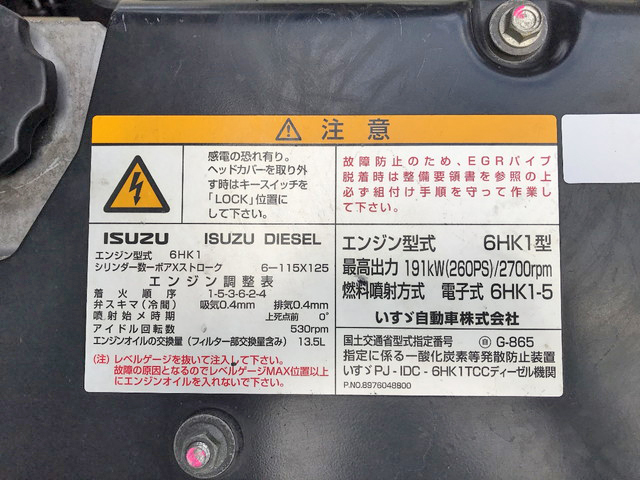 ⚠ 注意
感電の恐れ有り。
ヘッドカバーを取り外
す時はキースイッチを
「LOCK」位置に
して下さい。
故障防止のため、EGRパイプ
脱着時は整備要領書を参照の上
必ず組付け手順を守って作業し
て下さい。
ISUZU ISUZU DIESEL
エンジン型式 6HK1
シリンダ数ーボアXストローク 6ー115X125
エンジン調整表
着火順序 1-5-3-6-2-4
弁スキマ(冷間) 吸気0.4mm 排気0.4mm
噴射始メ時期 上死点前 0°
アイドル回転数 530rpm
エンジンオイルの交換量(フィルター部交換量含み) 13.5L
(注)レベルゲージを抜いて注入して下さい。
故障の原因となるのでレベルゲージMAX位置以上
にエンジンオイルを入れないで下さい。
エンジン型式 6HK1型
最高出力 191kW(260PS)/2700rpm
燃料噴射方式 電子式 6HK1-5
いすゞ自動車株式会社
国土交通省型式指定番号 自 G-865
指定に係る一酸化炭素等発散防止装置
いすゞPJ-IDC-6HK1TCCディーゼル機関
P.NO.8976048800